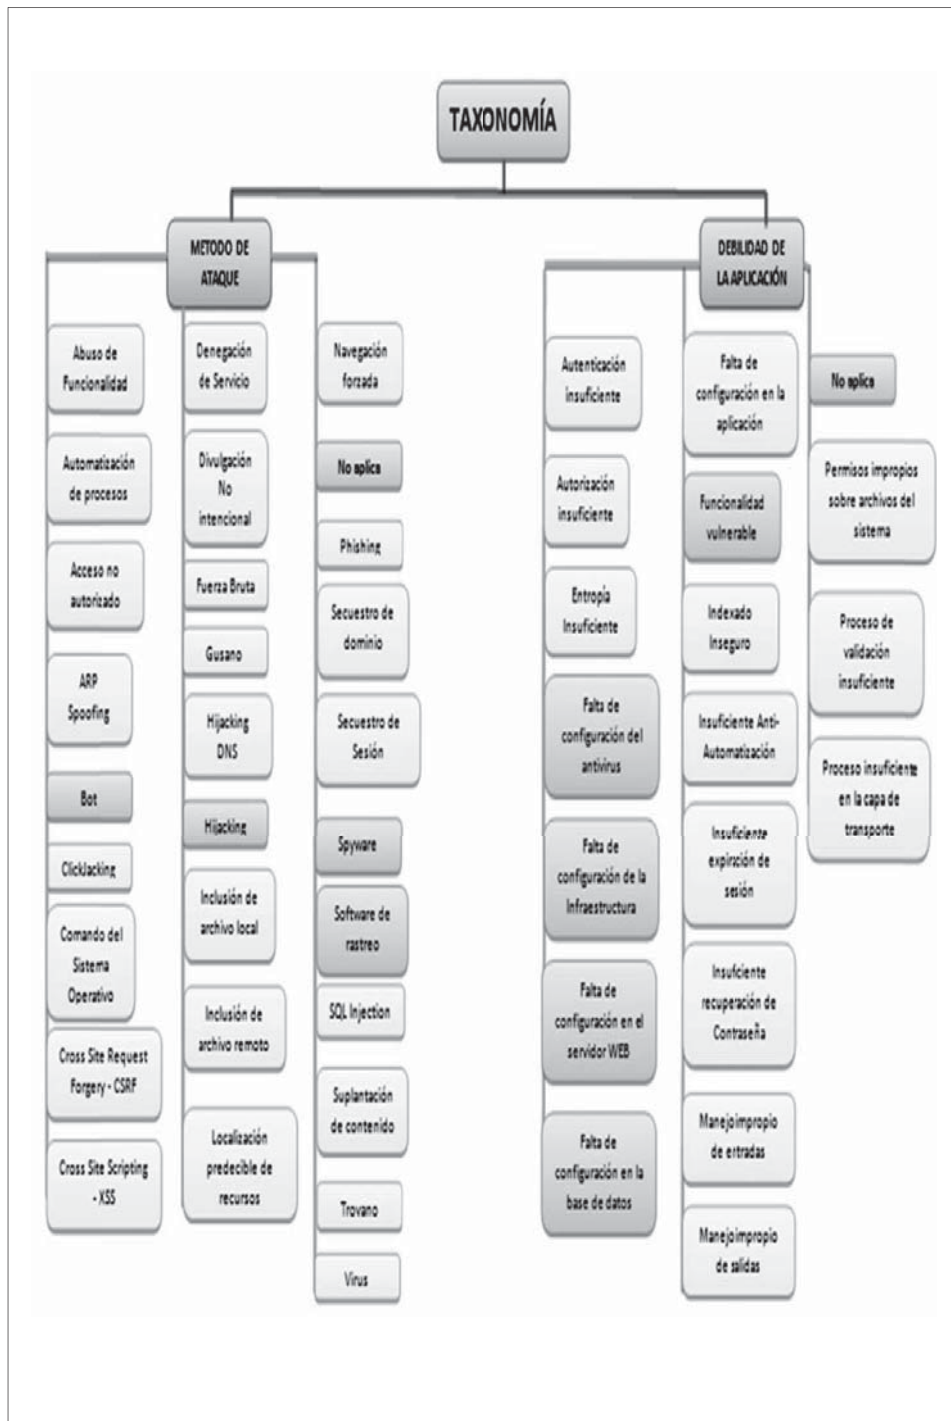 TAXONOMÍA
METODO DE
ATAQUE
Abuso de
Funcionalidad
Automatización
de procesos
Acceso no
autorizado
ARP
Spoofing
Bot
ClickJacking
Comando del
Sistema
Operativo
Cross Site Request
Forgery - CSRF
Cross Site Scripting
- XSS
Denegación
de Servicio
Divulgación
No
intencional
Fuerza Bruta
Gusano
Hijacking
DNS
Hijacking
Inclusión de
archivo local
Inclusión de
archivo remoto
Localización
predecible de
recursos
Navegación
forzada
No aplica
Phishing
Secuestro de
dominio
Secuestro de
Sesión
Spyware
Software de
rastreo
SQL Injection
Suplantación
de contenido
Troyano
Virus
DEBILIDAD DE
LA APLICACIÓN
Autenticación
insuficiente
Autorización
insuficiente
Entropía
Insuficiente
Falta de
configuración del
antivirus
Falta de
configuración de la
Infraestructura
Falta de
configuración en el
servidor WEB
Falta de
configuración en la
base de datos
Falta de
configuración en la
aplicación
Funcionalidad
vulnerable
Indexado
Inseguro
Insuficiente Anti-
Automatización
Insuficiente
expiración de
sesión
Insufciente
recuperación de
Contraseña
Manejo impropio
de entradas
Manejo impropio
de salidas
No aplica
Permisos impropios
sobre archivos del
sistema
Proceso de
validación
insuficiente
Proceso insuficiente
en la capa de
transporte